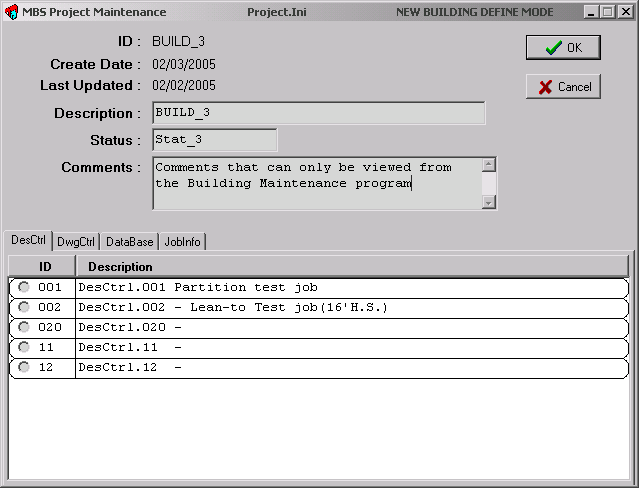 MBS Project Maintenance Project.Ini NEW BUILDING DEFINE MODE
ID : BUILD_3
OK
Create Date : 02/03/2005
Last Updated : 02/02/2005
Cancel
Description : BUILD_3
Status : Stat_3
Comments : Comments that can only be viewed from
the Building Maintenance program
DesCtrl DwgCtrl DataBase JobInfo
ID Description
001 DesCtrl.001 Partition test job
002 DesCtrl.002 - Lean-to Test job(16'H.S.)
020 DesCtrl.020 -
11 DesCtrl.11 -
12 DesCtrl.12 -